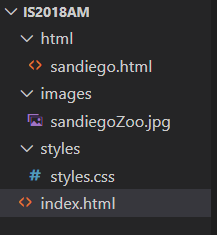 IS2018AM
html
sandiego.html
images
sandiegoZoo.jpg
styles
# styles.css
index.html